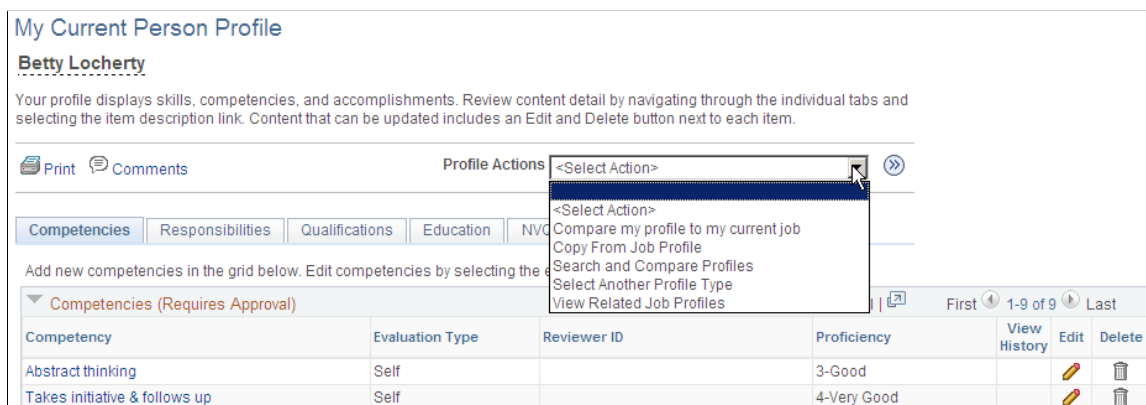 My Current Person Profile
Betty Locherty
Your profile displays skills, competencies, and accomplishments. Review content detail by navigating through the individual tabs and
selecting the item description link. Content that can be updated includes an Edit and Delete button next to each item.
Print Comments Profile Actions <Select Action>
<Select Action>
Compare my profile to my current job
Copy From Job Profile
Search and Compare Profiles
Select Another Profile Type
View Related Job Profiles
Competencies Responsibilities Qualifications Education
Add new competencies in the grid below. Edit competencies by selecting the
Competencies (Requires Approval) | First 1-9 of 9 Last
Competency Evaluation Type Reviewer ID Proficiency View History Edit Delete
Abstract thinking Self 3-Good
Takes initiative & follows up Self 4-Very Good